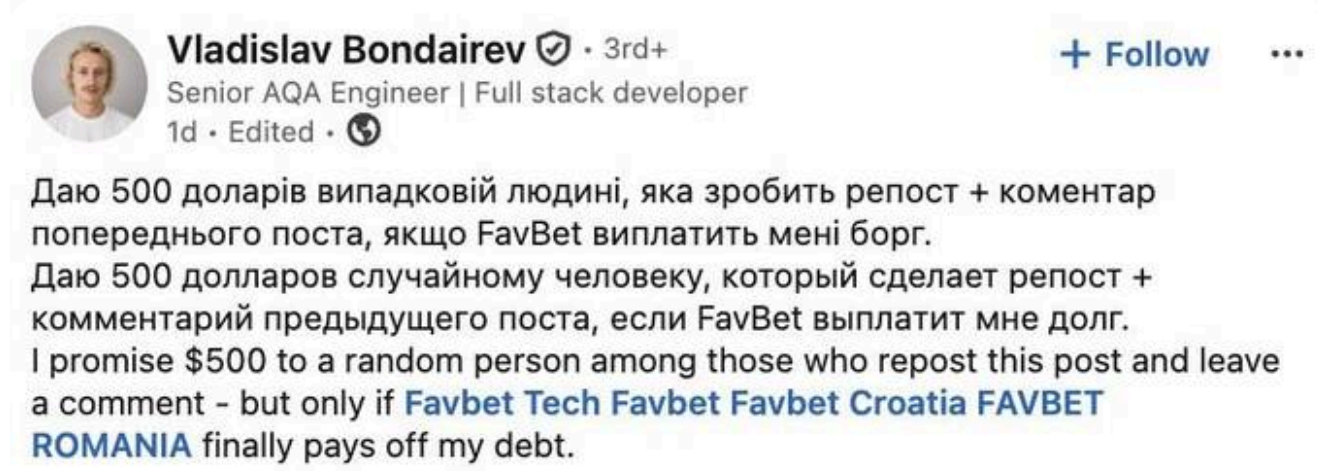 Vladislav Bondairev · 3rd+
+ Follow ...
Senior AQA Engineer | Full stack developer
1d · Edited ·
Даю 500 доларів випадковій людині, яка зробить репост + коментар
попереднього поста, якщо FavBet виплатить мені борг.
Даю 500 долларов случайному человеку, который сделает репост +
комментарий предыдущего поста, если FavBet выплатит мне долг.
I promise $500 to a random person among those who repost this post and leave
a comment - but only if Favbet Tech Favbet Favbet Croatia FAVBET
ROMANIA finally pays off my debt.